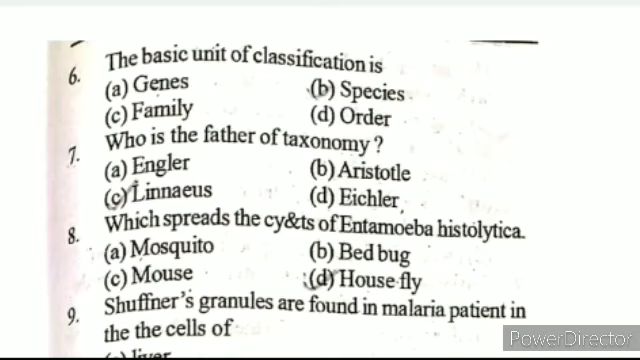 6. The basic unit of classification is
(a) Genes (b) Species
(c) Family (d) Order
7. Who is the father of taxonomy ?
(a) Engler (b) Aristotle
(c) Linnaeus (d) Eichler
8. Which spreads the cy&ts of Entamoeba histolytica.
(a) Mosquito (b) Bed bug
(c) Mouse (d) House fly
9. Shuffner's granules are found in malaria patient in
the the cells of
liver
PowerDirector